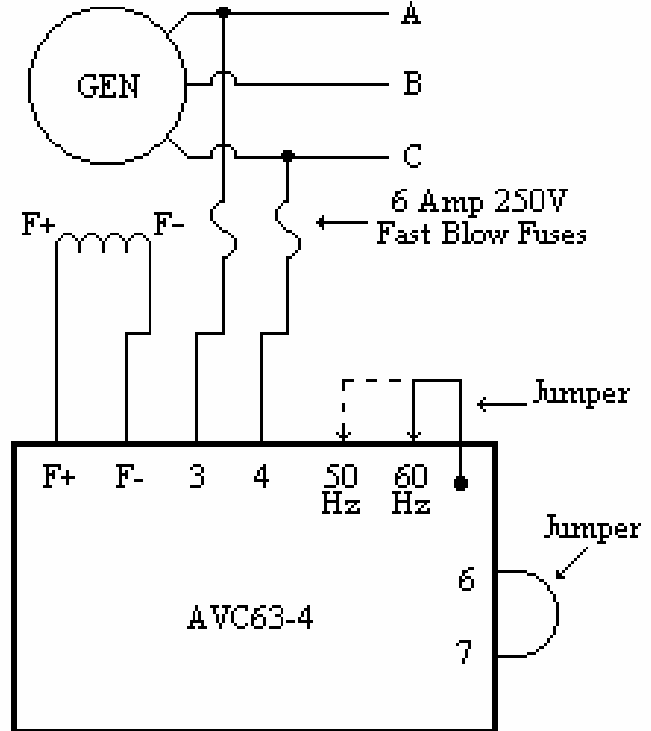 A
GEN
B
C
6 Amp 250V
Fast Blow Fuses
F+
F-
Jumper
F+ F- 3 4 50 Hz 60 Hz
Jumper
6
AVC63-4
7